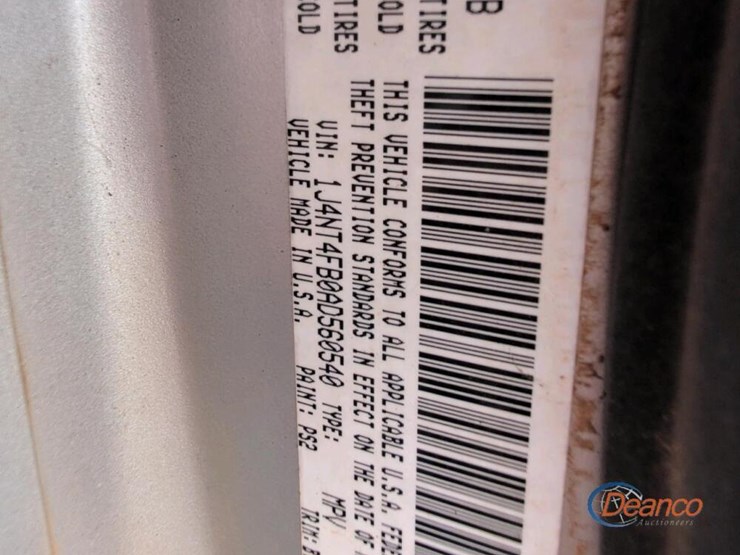 B
TIRES
OLD
TIRES
OLD
THIS VEHICLE CONFORMS TO ALL APPLICABLE U.S.A. FEDE
THEFT PREVENTION STANDARDS IN EFFECT ON THE DATE OF
VIN: 1J4NT4FB0AD560540 TYPE: MPV
VEHICLE MADE IN U.S.A. PAINT: PS2 TRIM:
Deanco
Auctioneers